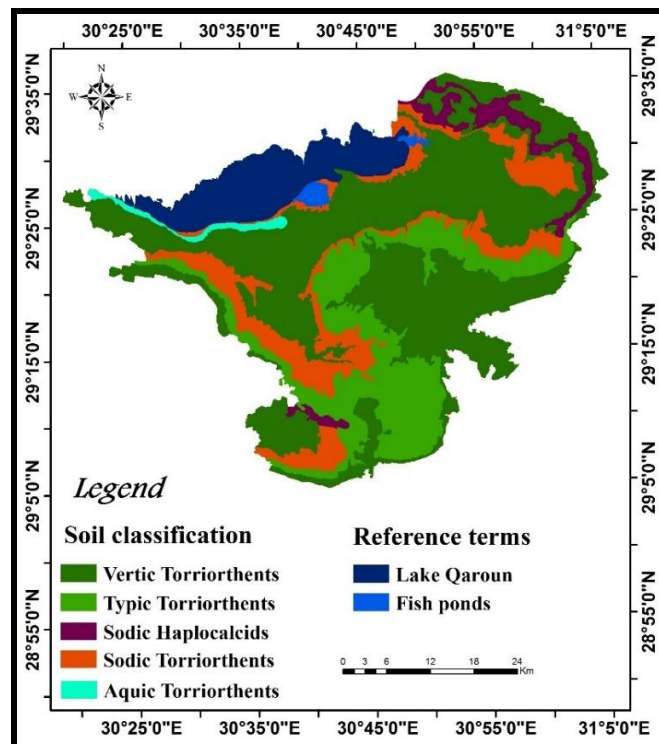 30°25'0"E 30°35'0"E 30°45'0"E 30°55'0"E 31°5'0"E
N
W E
S
29°35'0"N 29°35'0"N
29°25'0"N 29°25'0"N
29°15'0"N 29°15'0"N
29°5'0"N 29°5'0"N
28°55'0"N 28°55'0"N
Legend
Soil classification
Vertic Torriorthents
Typic Torriorthents
Sodic Haplocalcids
Sodic Torriorthents
Aquic Torriorthents
Reference terms
Lake Qaroun
Fish ponds
0 3 6 12 18 24
Km
30°25'0"E 30°35'0"E 30°45'0"E 30°55'0"E 31°5'0"E